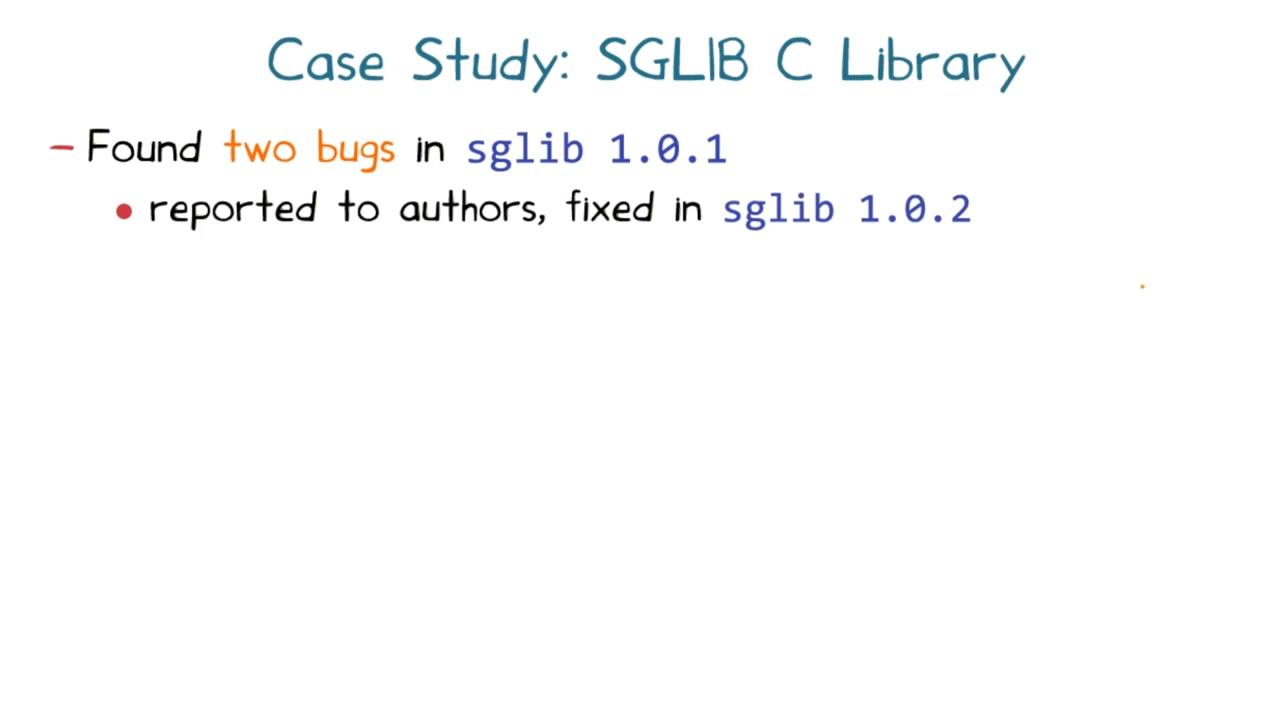 Case Study: SGLIB C Library
– Found two bugs in sglib 1.0.1
• reported to authors, fixed in sglib 1.0.2